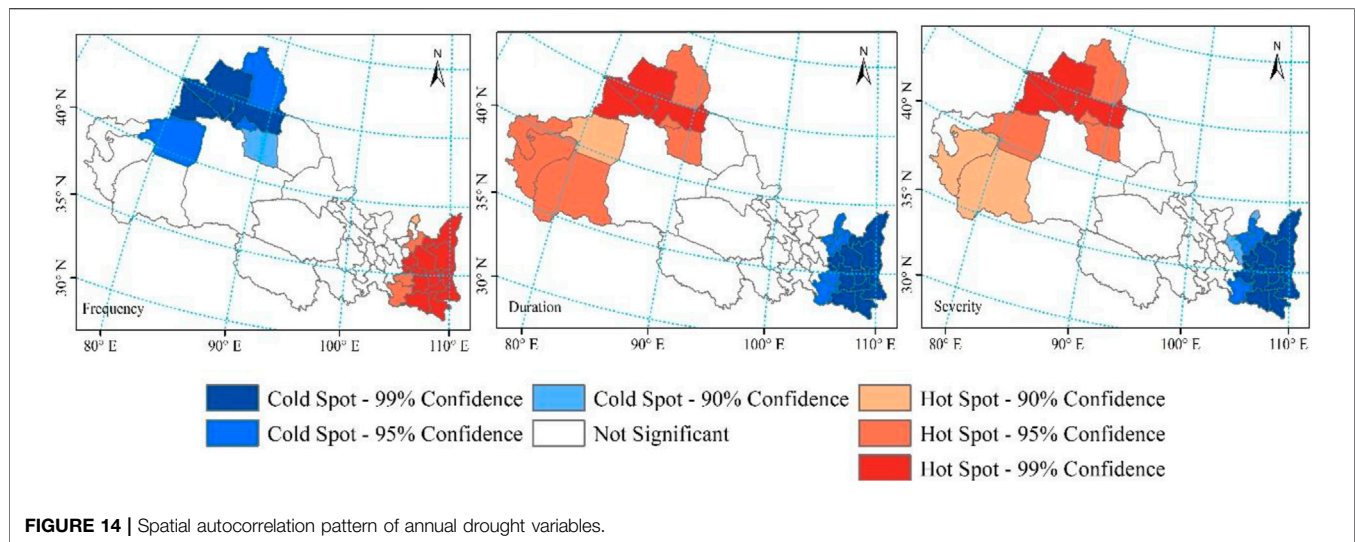 N
N
N
40° N
35° N
30° N
Frequency
80° E
90° E
100° E
110° E
40° N
35° N
30° N
Duration
80° E
90° E
100° E
110° E
40° N
35° N
30° N
Severity
80° E
90° E
100° E
110° E
Cold Spot - 99% Confidence
Cold Spot - 90% Confidence
Hot Spot - 90% Confidence
Cold Spot - 95% Confidence
Not Significant
Hot Spot - 95% Confidence
Hot Spot - 99% Confidence
FIGURE 14 | Spatial autocorrelation pattern of annual drought variables.